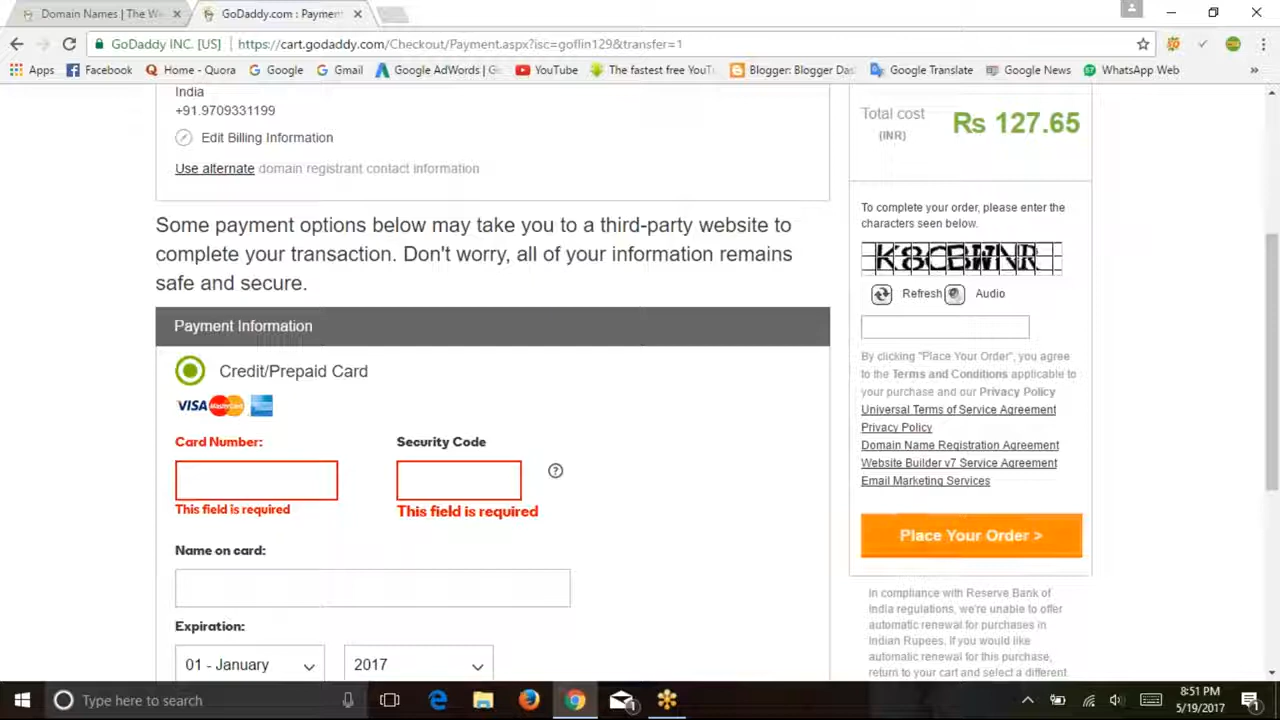 Domain Names | The W
GoDaddy.com : Payment
GoDaddy INC. [US]
https://cart.godaddy.com/Checkout/Payment.aspx?isc=goflin129&transfer=1
Apps
Facebook
Home - Quora
Google
Gmail
Google AdWords | G
YouTube
The fastest free YouT
Blogger: Blogger Das
Google Translate
Google News
WhatsApp Web
»
India
+91.9709331199
Edit Billing Information
Use alternate domain registrant contact information
Some payment options below may take you to a third-party website to
complete your transaction. Don't worry, all of your information remains
safe and secure.
Payment Information
Credit/Prepaid Card
VISA MasterCard
Card Number:
Security Code
?
This field is required
This field is required
Name on card:
Expiration:
01 - January
2017
Total cost
(INR)
Rs 127.65
To complete your order, please enter the
characters seen below.
K8CBWNR
Refresh
Audio
By clicking "Place Your Order", you agree
to the Terms and Conditions applicable to
your purchase and our Privacy Policy
Universal Terms of Service Agreement
Privacy Policy
Domain Name Registration Agreement
Website Builder v7 Service Agreement
Email Marketing Services
Place Your Order >
In compliance with Reserve Bank of
India regulations, we're unable to offer
automatic renewal for purchases in
Indian Rupees. If you would like
automatic renewal for this purchase,
return to your cart and select a different
Type here to search
8:51 PM
5/19/2017